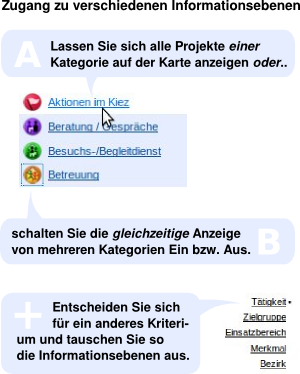 Zugang zu verschiedenen Informationsebenen
A
Lassen Sie sich alle Projekte einer
Kategorie auf der Karte anzeigen oder..
Aktionen im Kiez
Beratung / Gespräche
Besuchs-/Begleitdienst
Betreuung
schalten Sie die gleichzeitige Anzeige
von mehreren Kategorien Ein bzw. Aus.
B
+
Entscheiden Sie sich
für ein anderes Kriteri-
um und tauschen Sie so
die Informationsebenen aus.
Tätigkeit
Zielgruppe
Einsatzbereich
Merkmal
Bezirk